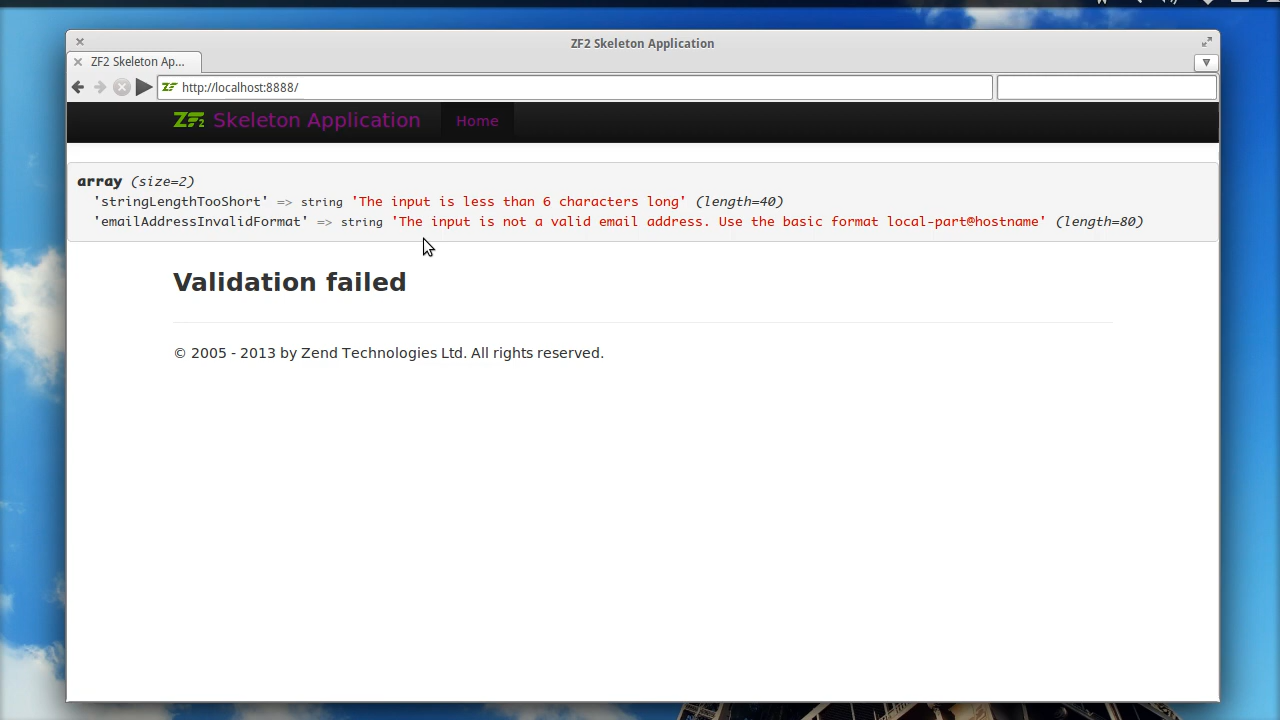 ZF2 Skeleton Application
ZF2 Skeleton Ap...
http://localhost:8888/
ZF2 Skeleton Application Home
array (size=2)
'stringLengthTooShort' => string 'The input is less than 6 characters long' (length=40)
'emailAddressInvalidFormat' => string 'The input is not a valid email address. Use the basic format local-part@hostname' (length=80)
Validation failed
© 2005 - 2013 by Zend Technologies Ltd. All rights reserved.